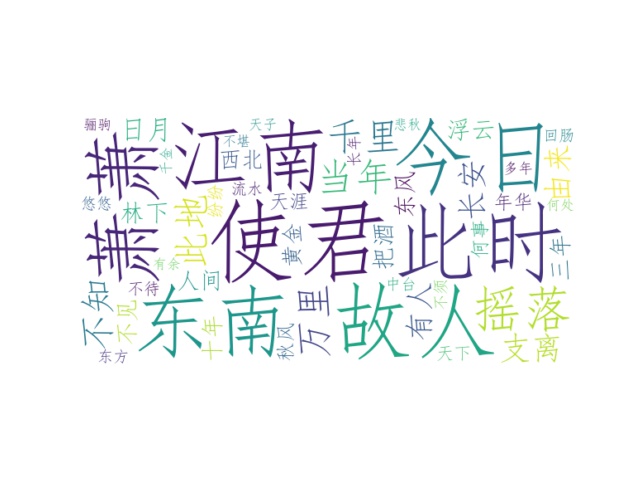 骊驹
日月
萧萧
江南
不堪
天子
千里
悲秋
浮云
今日
回肠
千金
西北
长年
当年
东风
长安
多年
由来
悠悠
林下
此地
纷纷
流水
天涯
使君
黄金
把酒
此时
何事
年华
何处
三年
有余
不知
不见
不待
人间
东南
十年
秋风
万里
中台
故人
有人
不须
摇落
东方
天下
支离